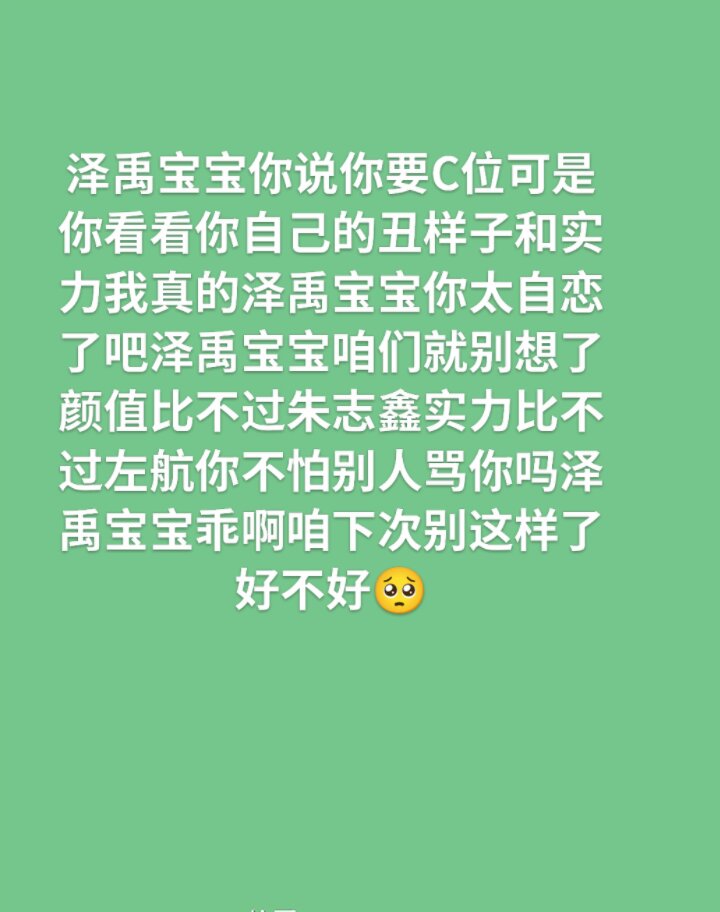 泽禹宝宝你说你要C位可是
你看看你自己的丑样子和实
力我真的泽禹宝宝你太自恋
了吧泽禹宝宝咱们就别想了
颜值比不过朱志鑫实力比不
过左航你不怕别人骂你吗泽
禹宝宝乖啊咱下次别这样了
好不好🥺